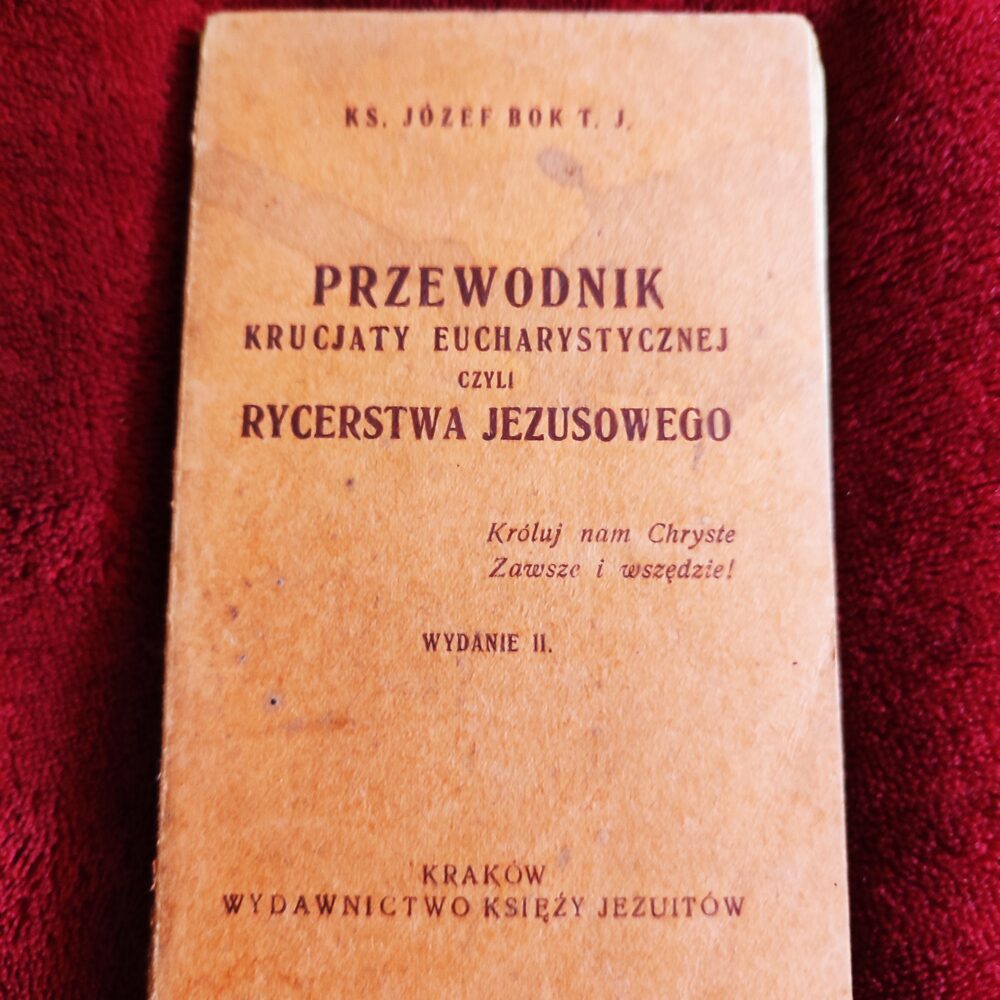 KS. JÓZEF BOK T. J.
PRZEWODNIK
KRUCJATY EUCHARYSTYCZNEJ
CZYLI
RYCERSTWA JEZUSOWEGO
Króluj nam Chryste
Zawsze i wszędzie!
WYDANIE II.
KRAKÓW
WYDAWNICTWO KSIĘŻY JEZUITÓW